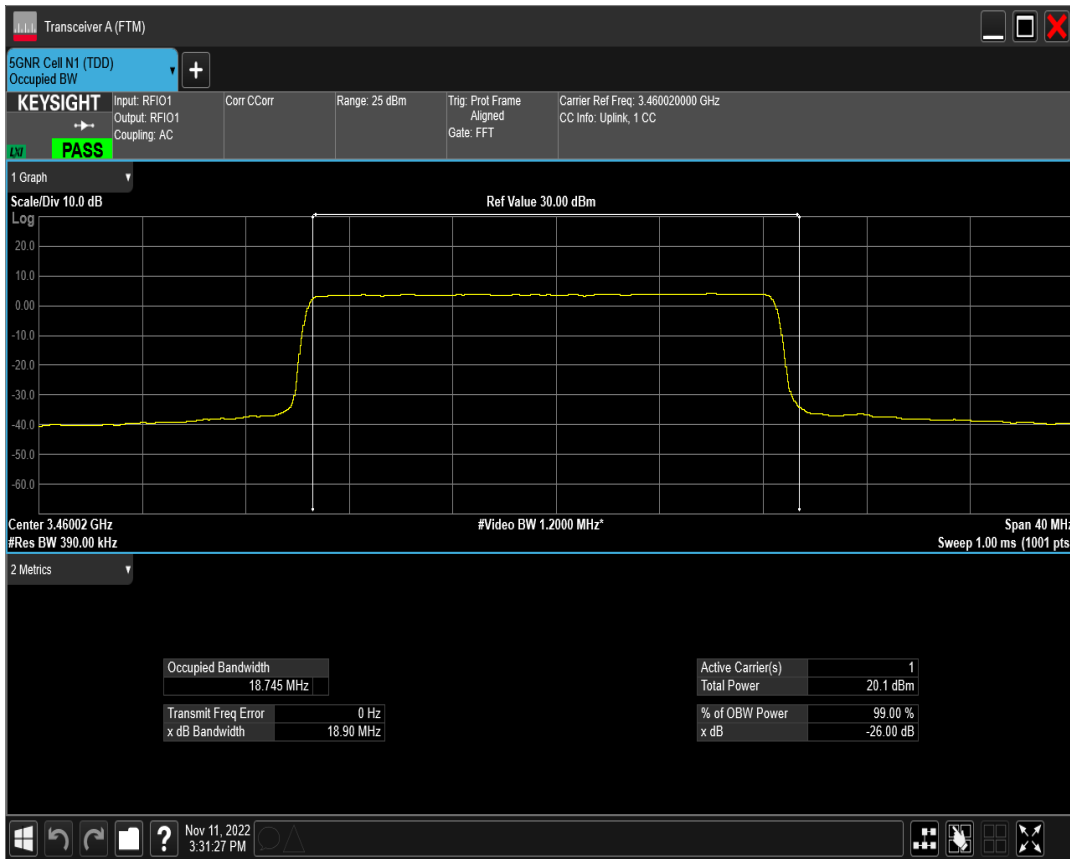 Transceiver A (FTM)
5GNR Cell N1 (TDD)
Occupied BW
+
KEYSIGHT
LXI
PASS
Input: RFIO1
Output: RFIO1
Coupling: AC
Corr CCorr
Range: 25 dBm
Trig: Prot Frame
Aligned
Gate: FFT
Carrier Ref Freq: 3.460020000 GHz
CC Info: Uplink, 1 CC
1 Graph
Scale/Div 10.0 dB
Ref Value 30.00 dBm
Log
20.0
10.0
0.00
-10.0
-20.0
-30.0
-40.0
-50.0
-60.0
Center 3.46002 GHz
#Video BW 1.2000 MHz*
Span 40 MHz
#Res BW 390.00 kHz
Sweep 1.00 ms (1001 pts
2 Metrics
Occupied Bandwidth
18.745 MHz
Active Carrier(s) 1
Total Power 20.1 dBm
Transmit Freq Error 0 Hz
x dB Bandwidth 18.90 MHz
% of OBW Power 99.00 %
x dB -26.00 dB
?
Nov 11, 2022
3:31:27 PM